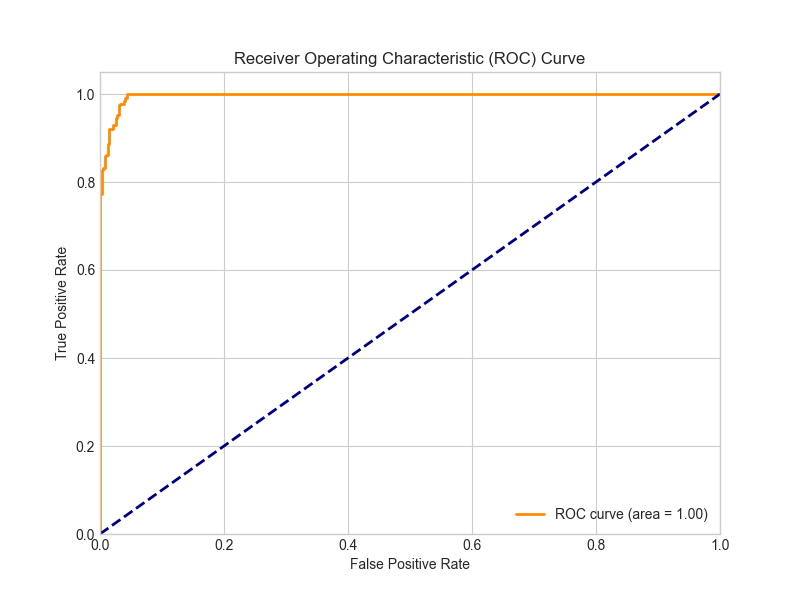 Receiver Operating Characteristic (ROC) Curve
True Positive Rate
1.0
0.8
0.6
0.4
0.2
0.0
ROC curve (area = 1.00)
0.0 0.2 0.4 0.6 0.8 1.0
False Positive Rate